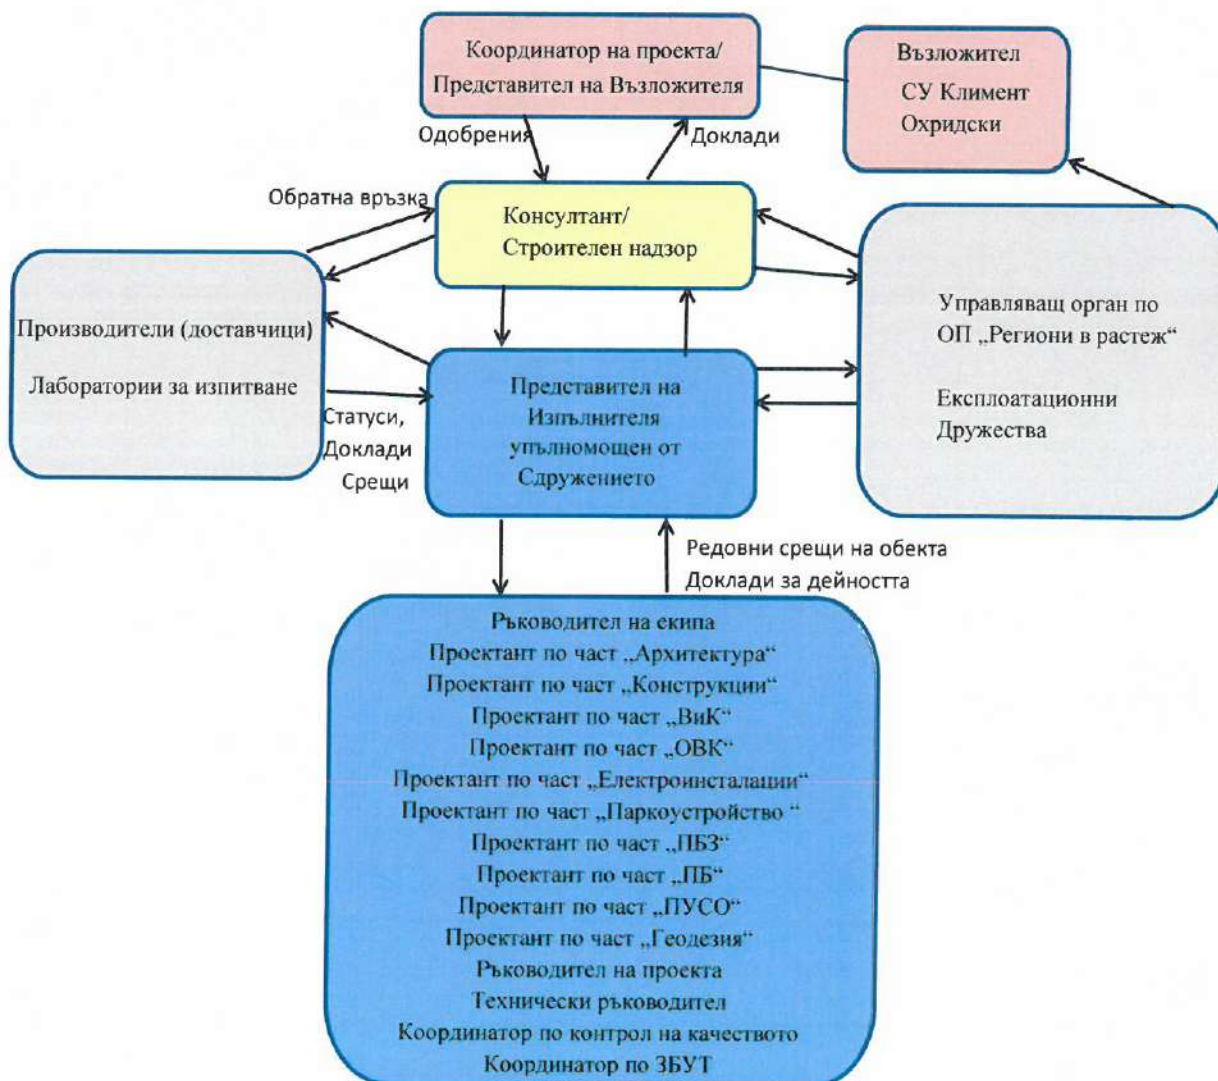 Координатор на проекта/
Представител на Възложителя
Възложител
СУ Климент
Охридски
Одобрения
Доклади
Обратна връзка
Консултант/
Строителен надзор
Производители (доставчици)
Лаборатории за изпитване
Управляващ орган по
ОП „Региони в растеж“
Експлоатационни
Дружества
Статуси,
Доклади
Срещи
Представител на
Изпълнителя
упълномощен от
Сдружението
Редовни срещи на обекта
Доклади за дейността
Ръководител на екипа
Проектант по част „Архитектура“
Проектант по част „Конструкции“
Проектант по част „ВиК“
Проектант по част „ОВК“
Проектант по част „Електроинсталации“
Проектант по част „Паркоустройство “
Проектант по част „ПБЗ“
Проектант по част „ПБ“
Проектант по част „ПУСО“
Проектант по част „Геодезия“
Ръководител на проекта
Технически ръководител
Координатор по контрол на качеството
Координатор по ЗБУТ